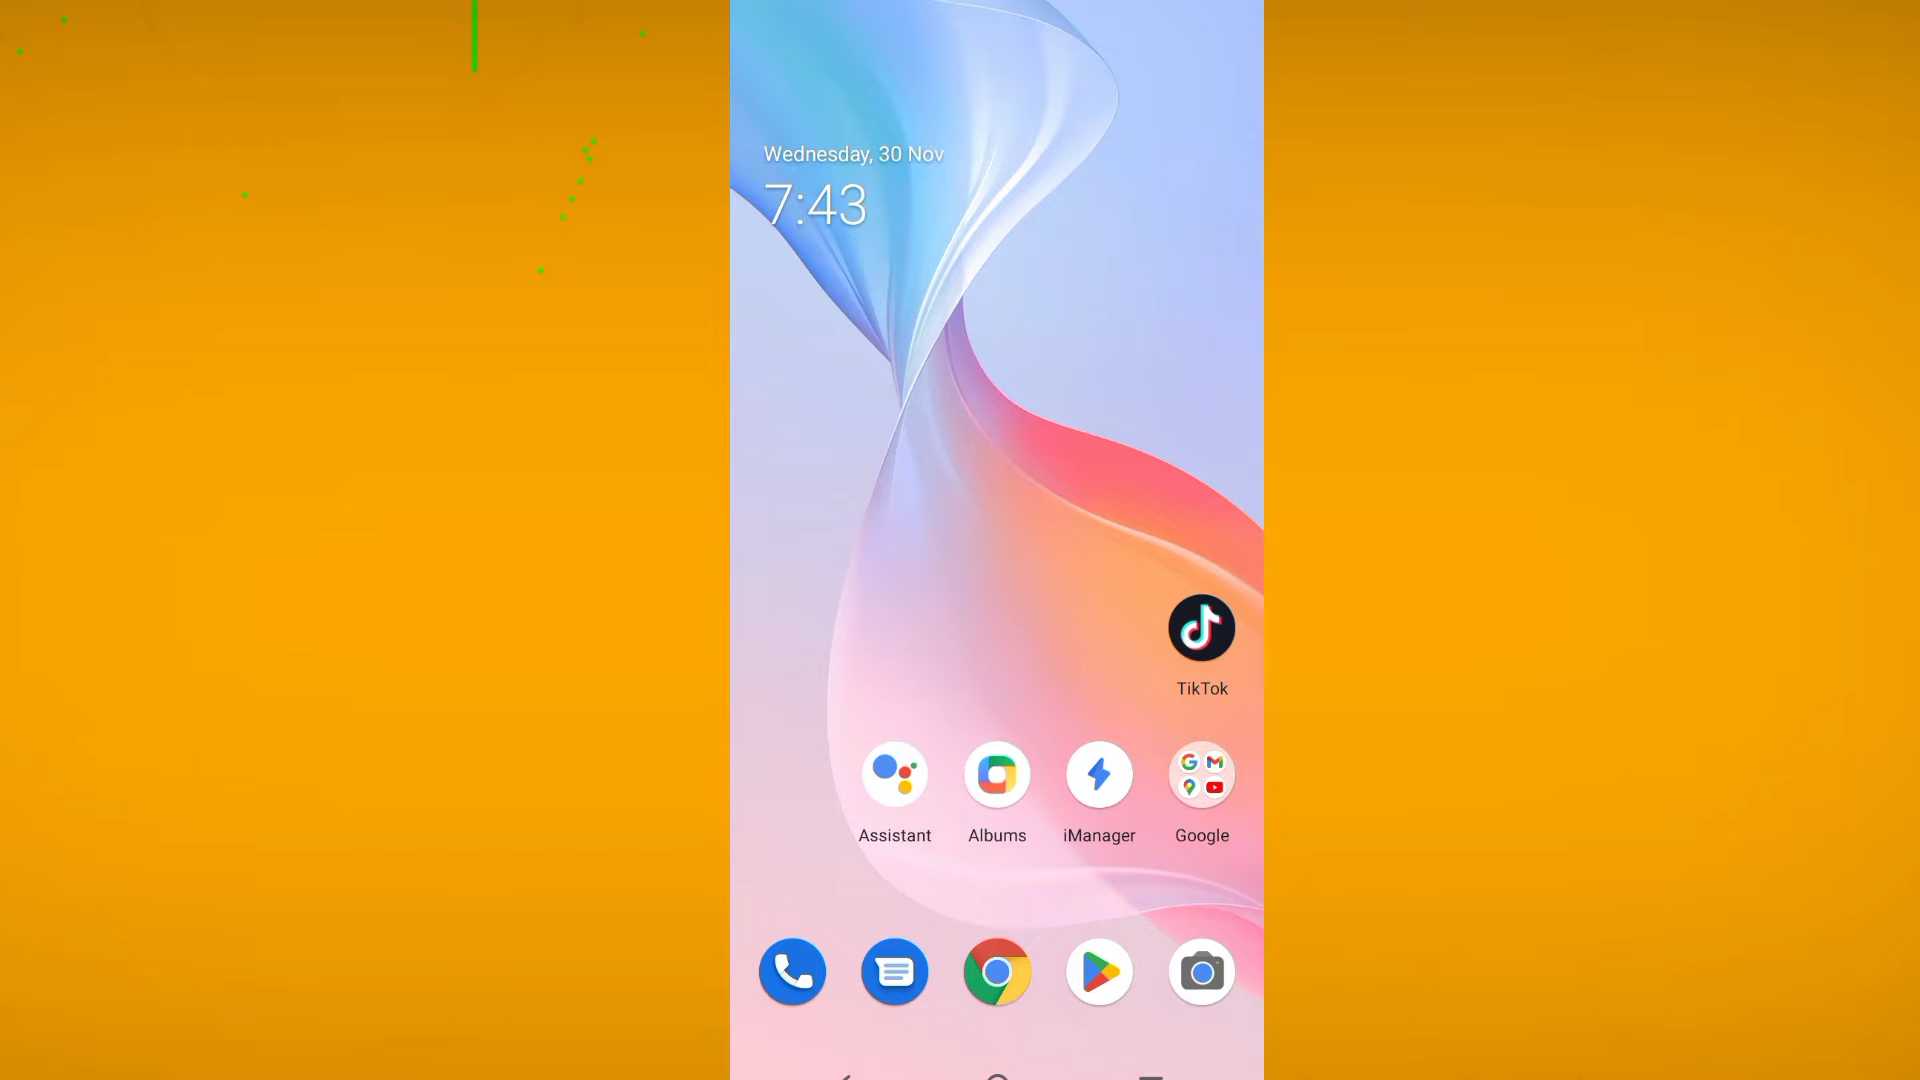 Wednesday, 30 Nov
7:43
TikTok
Assistant
Albums
iManager
Google